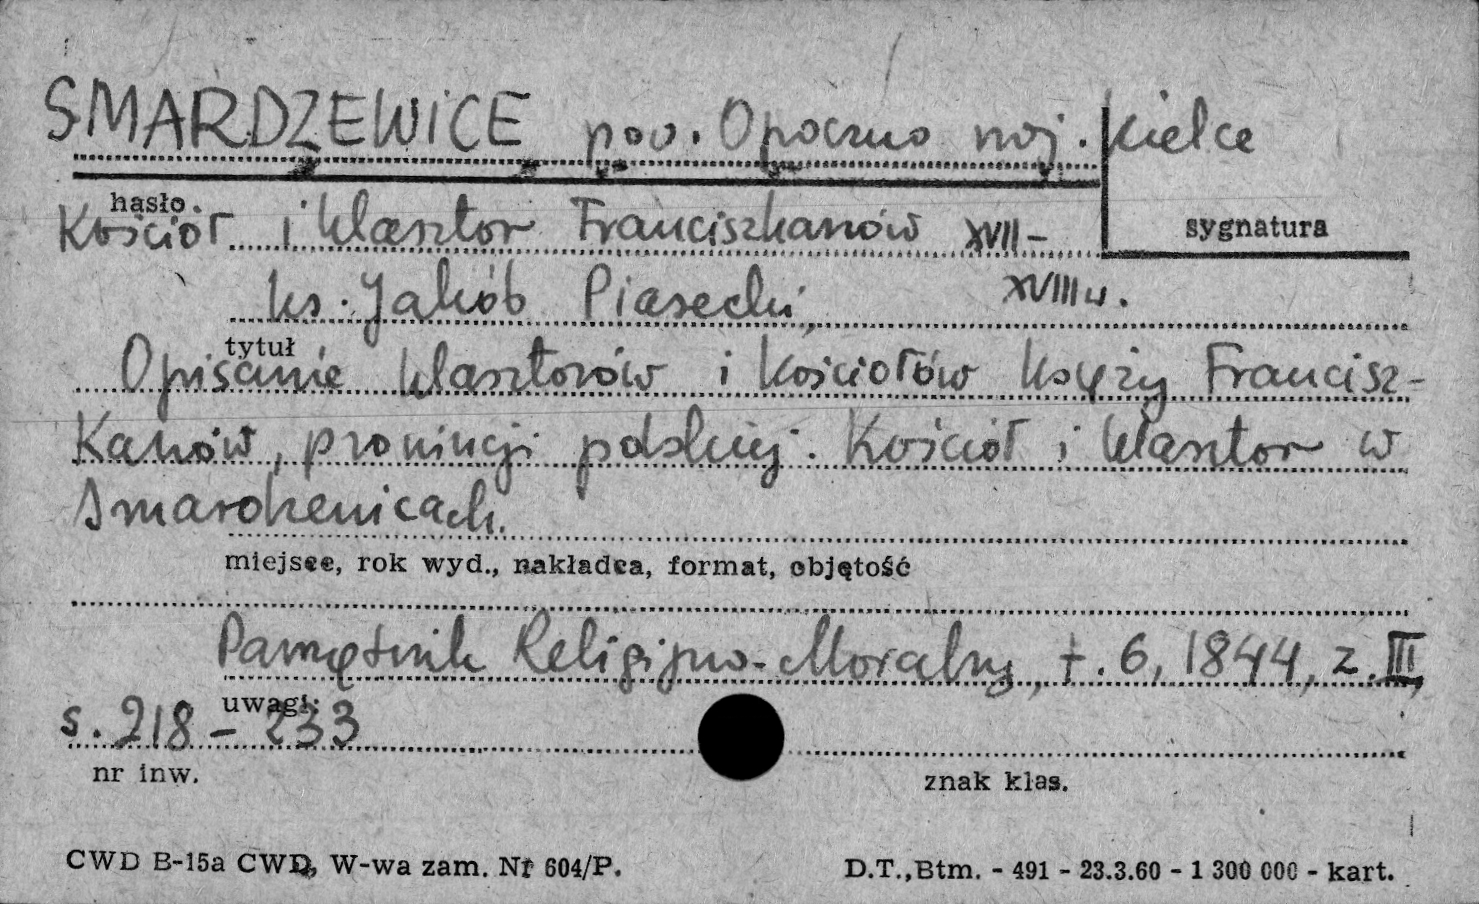 SMARDZEWICE pow. Opoczno woj. Kielce
hasło
Kościół i klasztor Franciszkanów XVII -
sygnatura
ks. Jakób Piasecki, XVIII w.
tytuł
Opisanie klasztorów i kościołów księży Francisz-
kanów, prowincji polskiej. Kościół i klasztor w
Smardzewicach.
miejsce, rok wyd., nakładca, format, objętość
Pamiętnik Religijno-Moralny, t. 6, 1844, z. III,
uwagi:
s. 218 - 233
nr inw.
znak klas.
CWD B-15a CWD, W-wa zam. Nr 604/P.
D.T.,Btm. - 491 - 23.3.60 - 1 300 000 - kart.